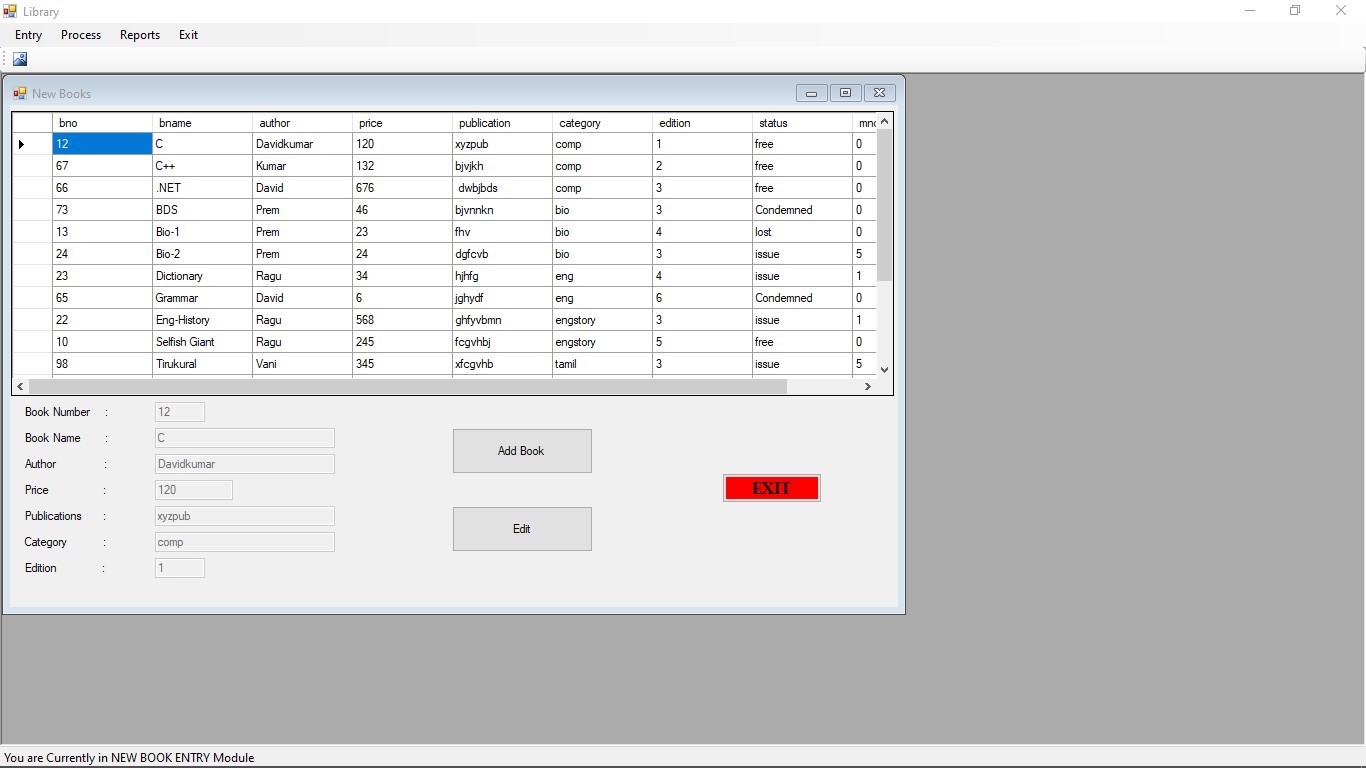 Library
Entry Process Reports Exit
New Books
bno bname author price publication category edition status mno
12 C Davidkumar 120 xyzpub comp 1 free 0
67 C++ Kumar 132 bjvjkh comp 2 free 0
66 .NET David 676 dwbjbds comp 3 free 0
73 BDS Prem 46 bjvnnkn bio 3 Condemned 0
13 Bio-1 Prem 23 fhv bio 4 lost 0
24 Bio-2 Prem 24 dgfcvb bio 3 issue 5
23 Dictionary Ragu 34 hjhfg eng 4 issue 1
65 Grammar David 6 jghydf eng 6 Condemned 0
22 Eng-History Ragu 568 ghfyvbmn engstory 3 issue 1
10 Selfish Giant Ragu 245 fcgvhbj engstory 5 free 0
98 Tirukural Vani 345 xfcgvhb tamil 3 issue 5
Book Number : 12
Book Name : C
Author : Davidkumar
Price : 120
Publications : xyzpub
Category : comp
Edition : 1
Add Book
Edit
EXIT
You are Currently in NEW BOOK ENTRY Module